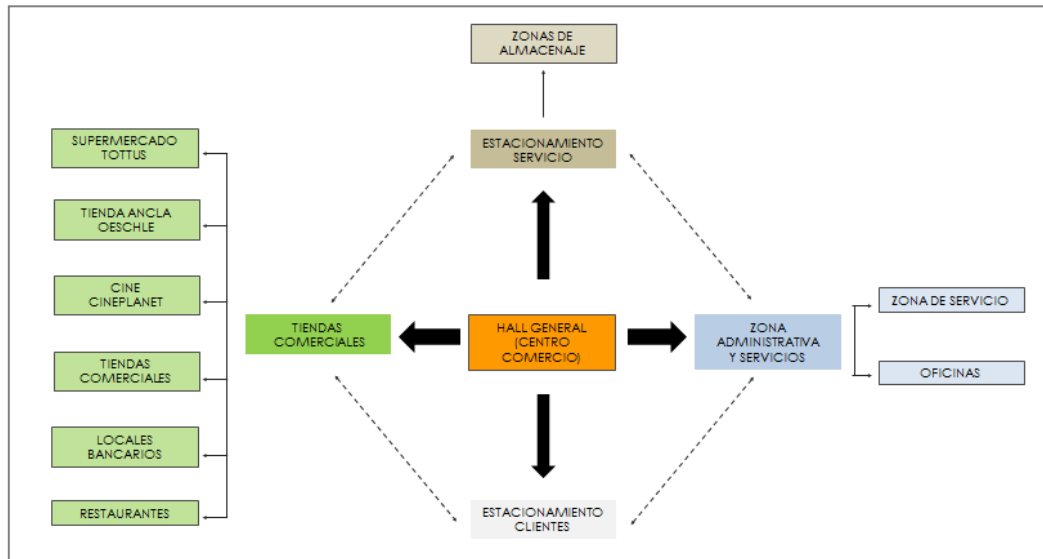 ZONAS DE
ALMACENAJE
ESTACIONAMIENTO
SERVICIO
SUPERMERCADO
TOTTUS
TIENDA ANCLA
OESCHLE
CINE
CINEPLANET
TIENDAS
COMERCIALES
LOCALES
BANCARIOS
RESTAURANTES
TIENDAS
COMERCIALES
HALL GENERAL
(CENTRO
COMERCIO)
ZONA
ADMINISTRATIVA
Y SERVICIOS
ZONA DE SERVICIO
OFICINAS
ESTACIONAMIENTO
CLIENTES